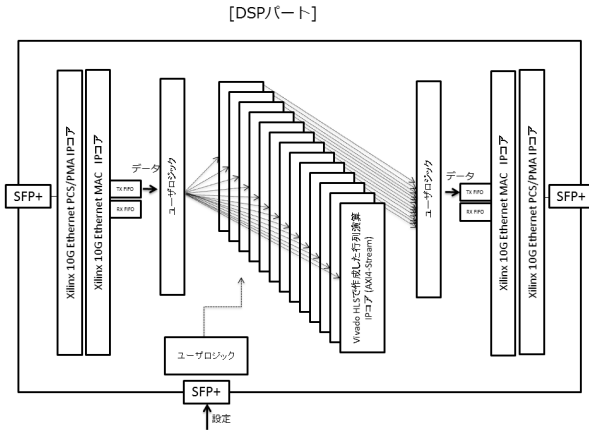 [DSPパート]
SFP+
Xilinx 10G Ethernet PCS/PMA IPコア
Xilinx 10G Ethernet MAC IPコア
TX FIFO
RX FIFO
データ
ユーザロジック
Vivado HLSで作成した行列演算
IPコア (AXI4-Stream)
ユーザロジック
データ
TX FIFO
RX FIFO
Xilinx 10G Ethernet MAC IPコア
Xilinx 10G Ethernet PCS/PMA IPコア
SFP+
ユーザロジック
SFP+
設定